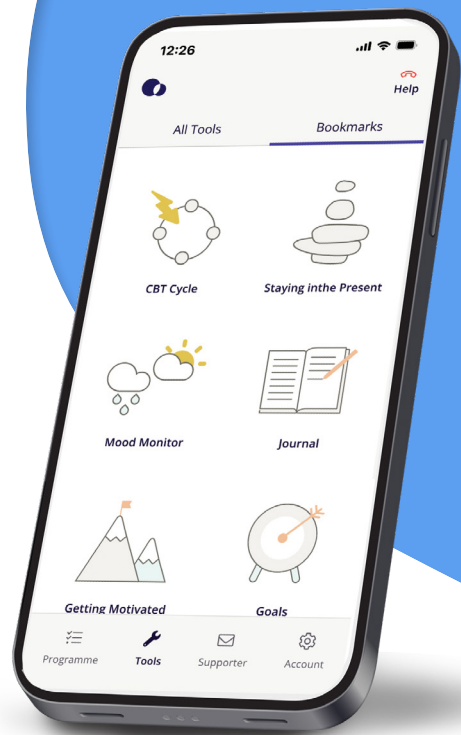 12:26
Help
All Tools
Bookmarks
CBT Cycle
Staying inthe Present
Mood Monitor
Journal
Getting Motivated
Goals
Programme
Tools
Supporter
Account